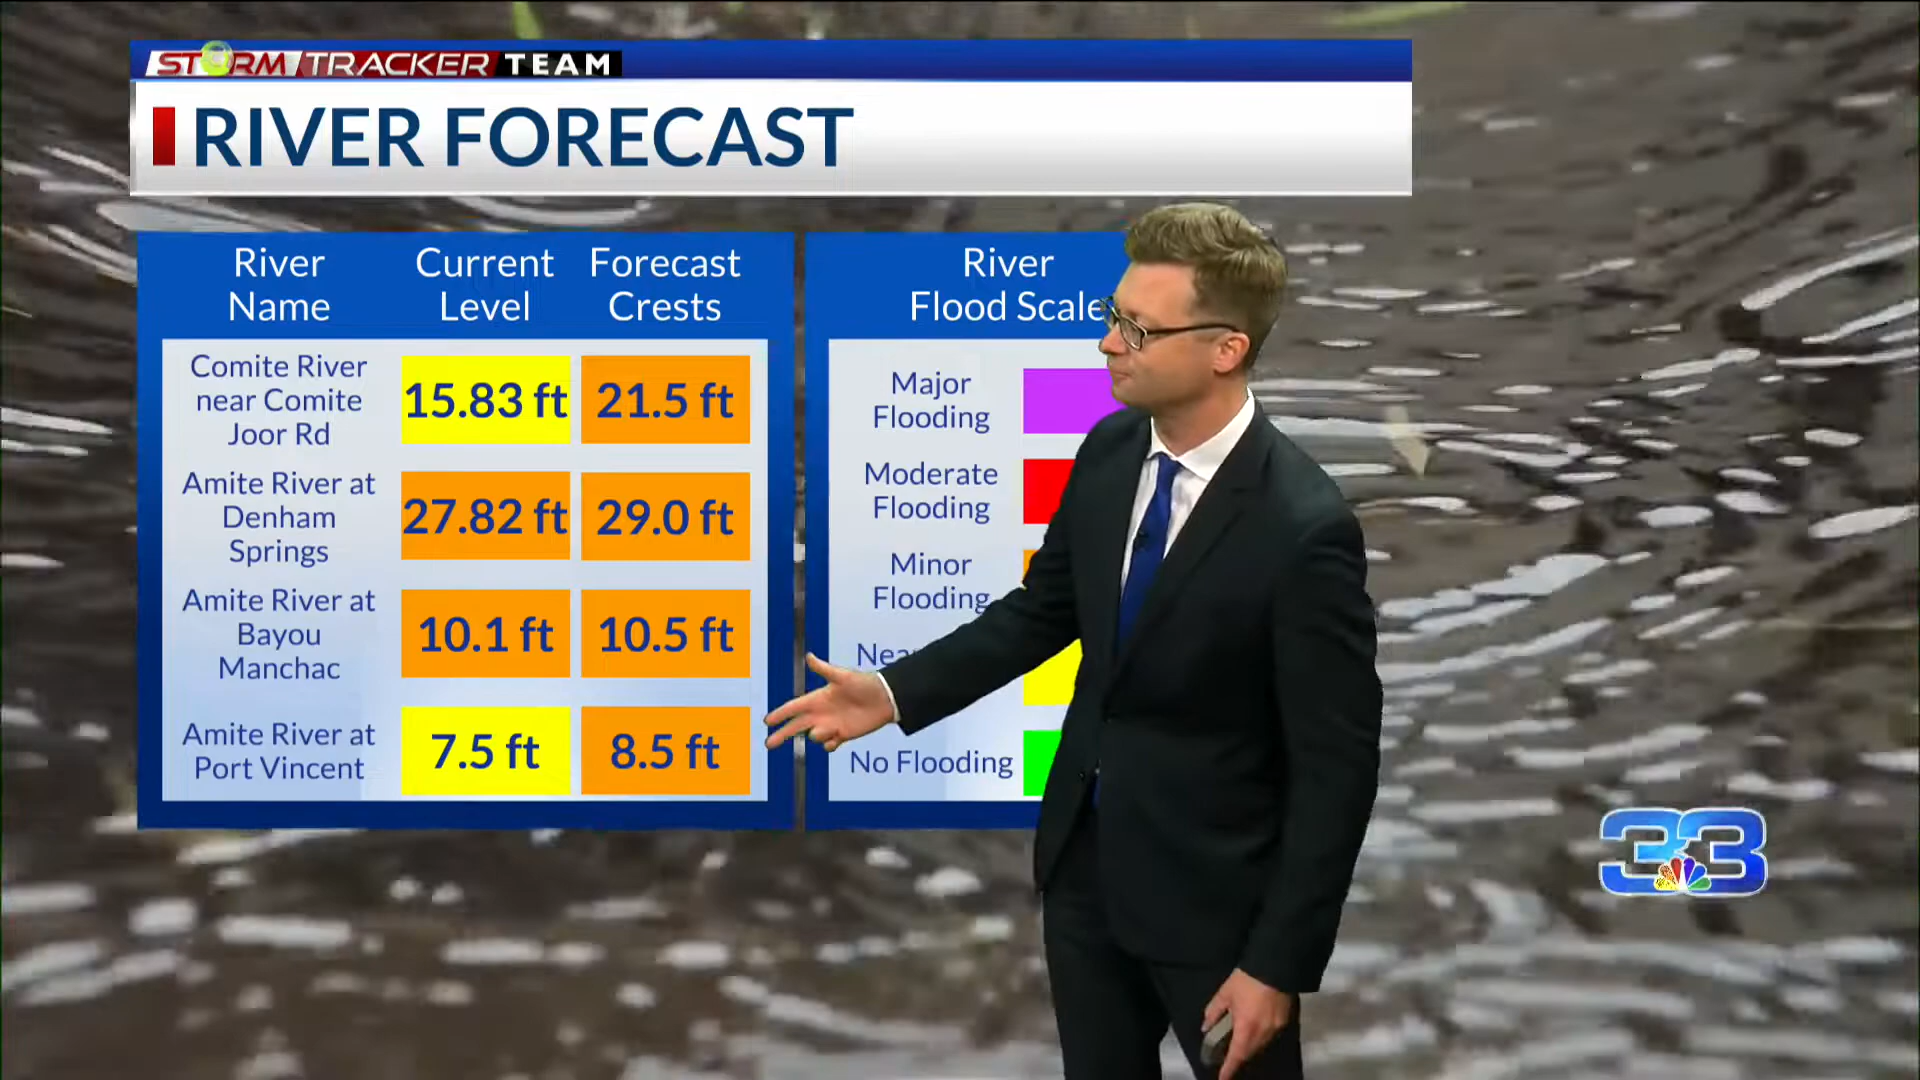 STORM TRACKER TEAM
RIVER FORECAST
River
Name
Current
Level
Forecast
Crests
Comite River
near Comite
Joor Rd
15.83 ft
21.5 ft
Amite River at
Denham
Springs
27.82 ft
29.0 ft
Amite River at
Bayou
Manchac
10.1 ft
10.5 ft
Amite River at
Port Vincent
7.5 ft
8.5 ft
River
Flood Scale
Major
Flooding
Moderate
Flooding
Minor
Flooding
No Flooding
33